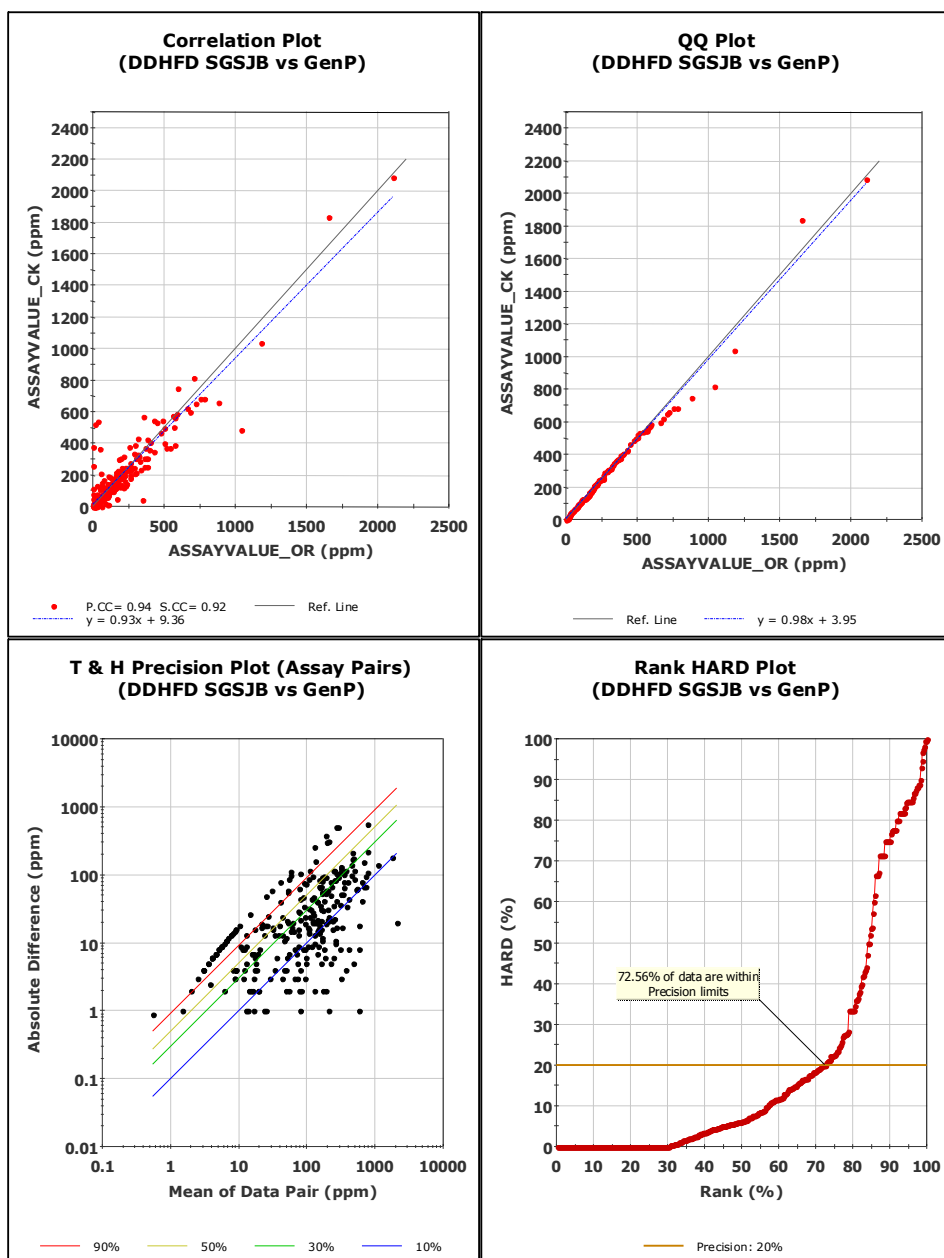 Correlation Plot
(DDHFD SGSJB vs GenP)
ASSAYVALUE_CK (ppm)
2400
2200
2000
1800
1600
1400
1200
1000
800
600
400
200
0
0 500 1000 1500 2000 2500
ASSAYVALUE_OR (ppm)
P.CC= 0.94 S.CC= 0.92 Ref. Line
y = 0.93x + 9.36
QQ Plot
(DDHFD SGSJB vs GenP)
ASSAYVALUE_CK (ppm)
2400
2200
2000
1800
1600
1400
1200
1000
800
600
400
200
0
0 500 1000 1500 2000 2500
ASSAYVALUE_OR (ppm)
Ref. Line y = 0.98x + 3.95
T & H Precision Plot (Assay Pairs)
(DDHFD SGSJB vs GenP)
Absolute Difference (ppm)
10000
1000
100
10
1
0.1
0.01
0.1 1 10 100 1000 10000
Mean of Data Pair (ppm)
90% 50% 30% 10%
Rank HARD Plot
(DDHFD SGSJB vs GenP)
HARD (%)
100
90
80
70
60
50
40
30
20
10
0
72.56% of data are within
Precision limits
0 10 20 30 40 50 60 70 80 90 100
Rank (%)
Precision: 20%